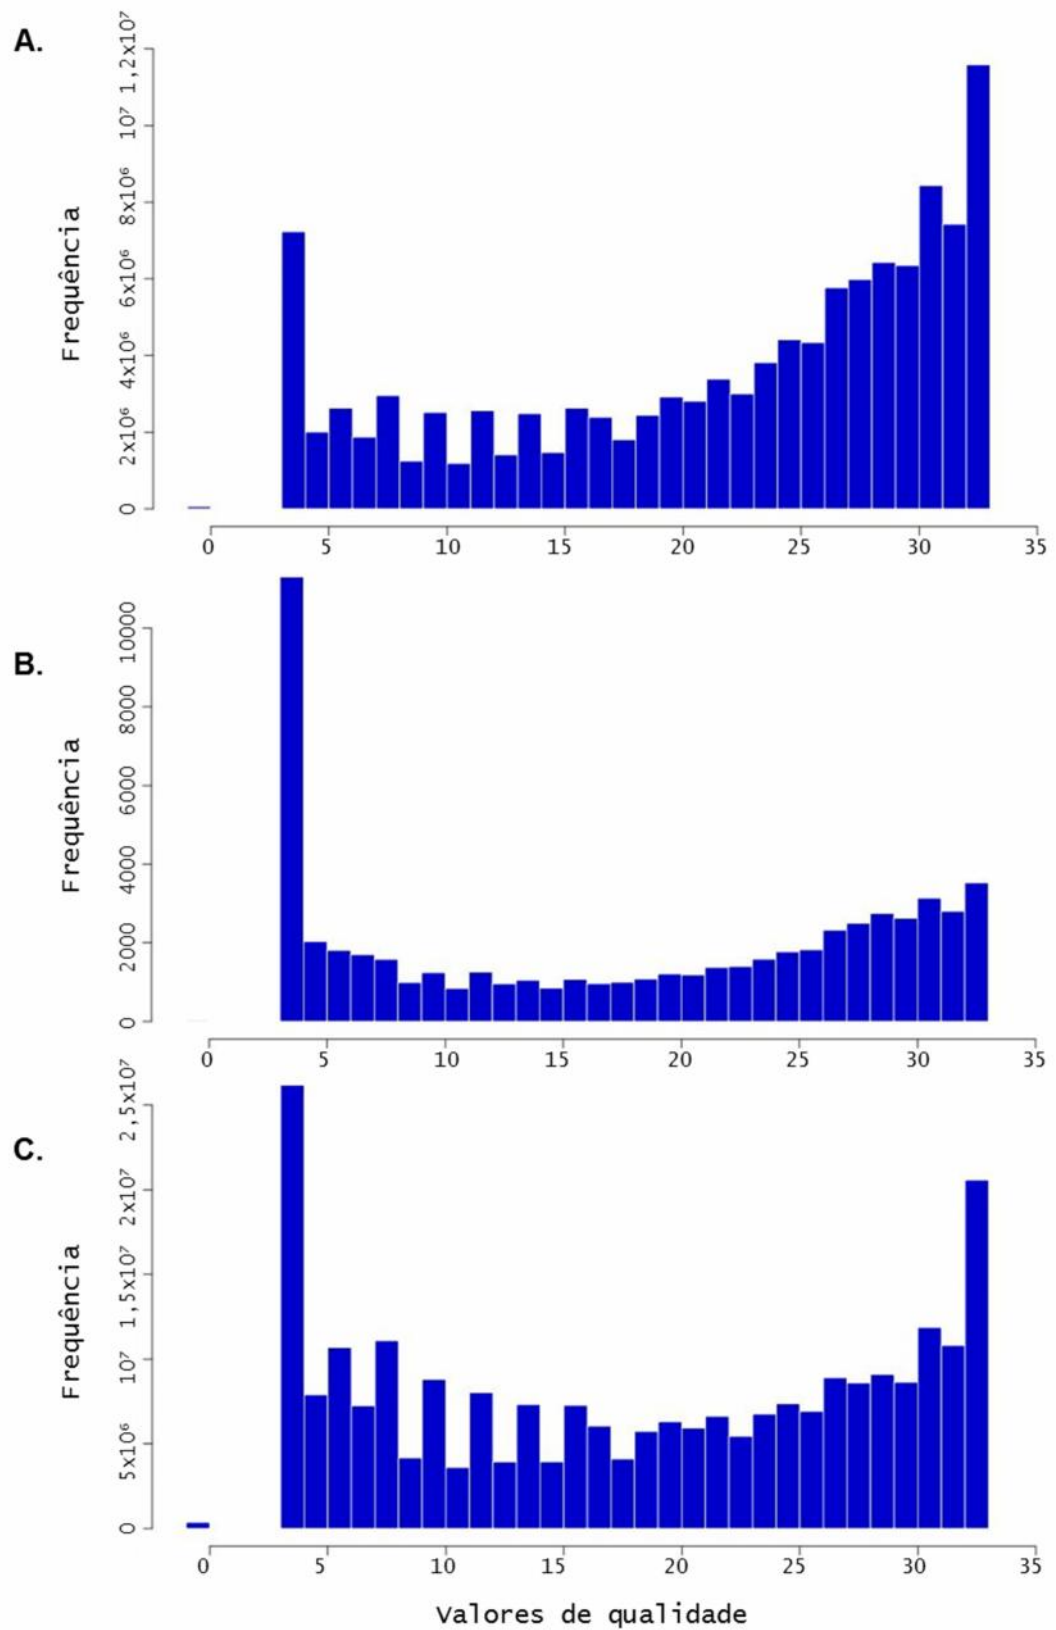 A.
Frequência
1,2x10⁷
10⁷
8x10⁶
6x10⁶
4x10⁶
2x10⁶
0
0 5 10 15 20 25 30 35
B.
Frequência
10000
8000
6000
4000
2000
0
0 5 10 15 20 25 30 35
C.
Frequência
2,5x10⁷
2x10⁷
1,5x10⁷
10⁷
5x10⁶
0
0 5 10 15 20 25 30 35
Valores de qualidade